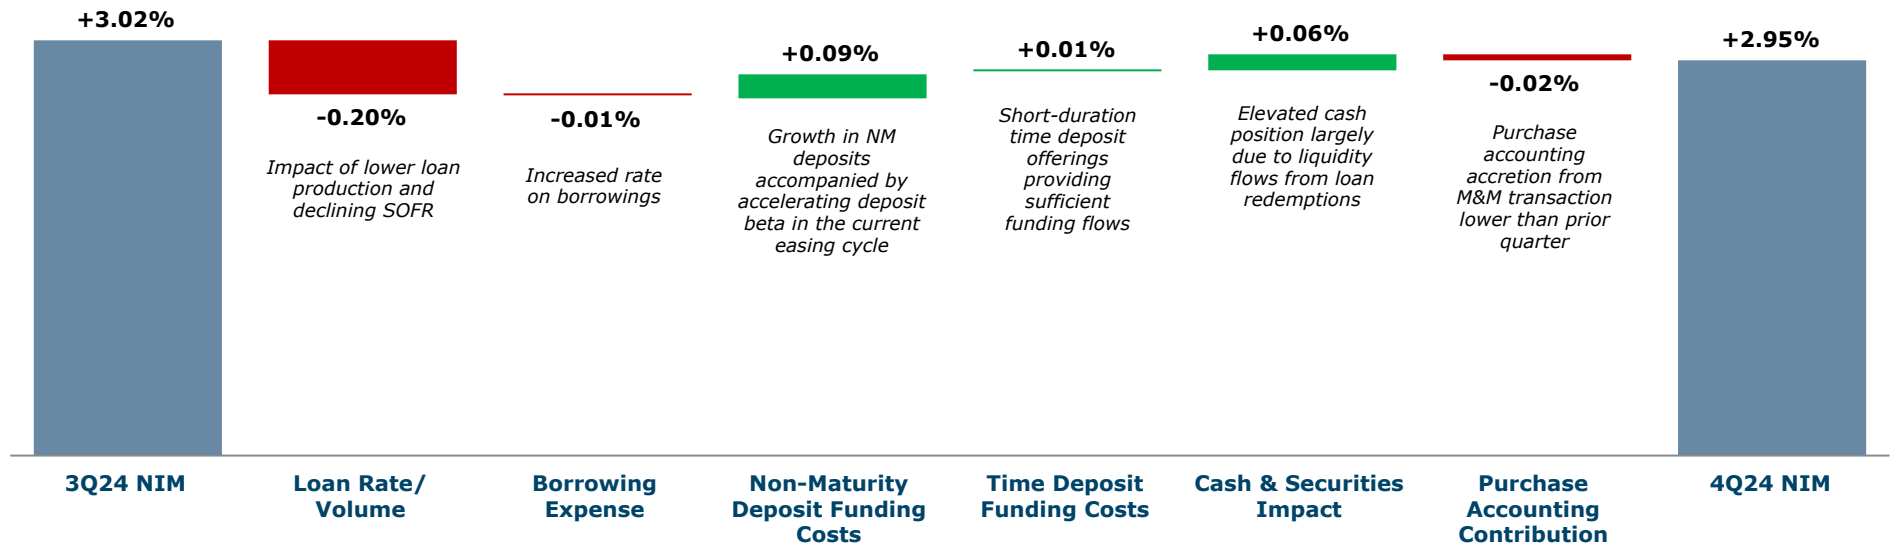 +3.02%
-0.20%
Impact of lower loan
production and
declining SOFR
-0.01%
Increased rate
on borrowings
+0.09%
Growth in NM
deposits
accompanied by
accelerating deposit
beta in the current
easing cycle
+0.01%
Short-duration
time deposit
offerings
providing
sufficient
funding flows
+0.06%
Elevated cash
position largely
due to liquidity
flows from loan
redemptions
-0.02%
Purchase
accounting
accretion from
M&M transaction
lower than prior
quarter
+2.95%
3Q24 NIM
Loan Rate/
Volume
Borrowing
Expense
Non-Maturity
Deposit Funding
Costs
Time Deposit
Funding Costs
Cash & Securities
Impact
Purchase
Accounting
Contribution
4Q24 NIM